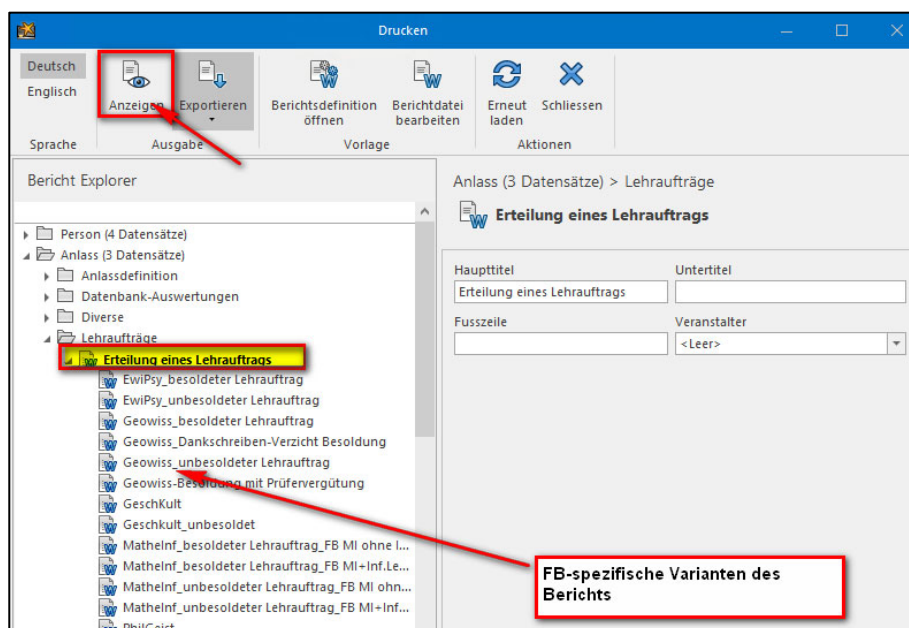 Drucken
Deutsch
Englisch
Anzeigen
Exportieren
Berichtsdefinition
öffnen
Berichtdatei
bearbeiten
Erneut
laden
Schliessen
Sprache
Ausgabe
Vorlage
Aktionen
Bericht Explorer
Person (4 Datensätze)
Anlass (3 Datensätze)
Anlassdefinition
Datenbank-Auswertungen
Diverse
Lehraufträge
Erteilung eines Lehrauftrags
EwiPsy_besoldeter Lehrauftrag
EwiPsy_unbesoldeter Lehrauftrag
Geowiss_besoldeter Lehrauftrag
Geowiss_Dankschreiben-Verzicht Besoldung
Geowiss_unbesoldeter Lehrauftrag
Geowiss-Besoldung mit Prüfervergütung
GeschKult
Geschkult_unbesoldet
MatheInf_besoldeter Lehrauftrag_FB MI ohne I...
MatheInf_besoldeter Lehrauftrag_FB MI+Inf.Le...
MatheInf_unbesoldeter Lehrauftrag_FB MI ohn...
MatheInf_unbesoldeter Lehrauftrag_FB MI+Inf...
PhilGeist
Anlass (3 Datensätze) > Lehraufträge
Erteilung eines Lehrauftrags
Haupttitel
Untertitel
Erteilung eines Lehrauftrags
Fusszeile
Veranstalter
<Leer>
FB-spezifische Varianten des
Berichts